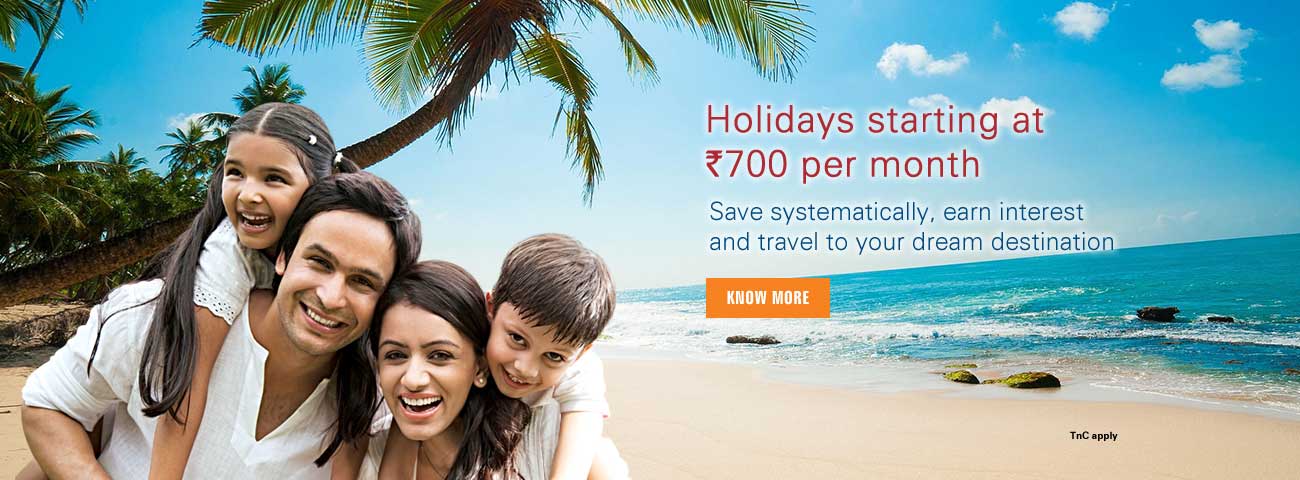 Holidays starting at
₹700 per month
Save systematically, earn interest
and travel to your dream destination
KNOW MORE
TnC apply